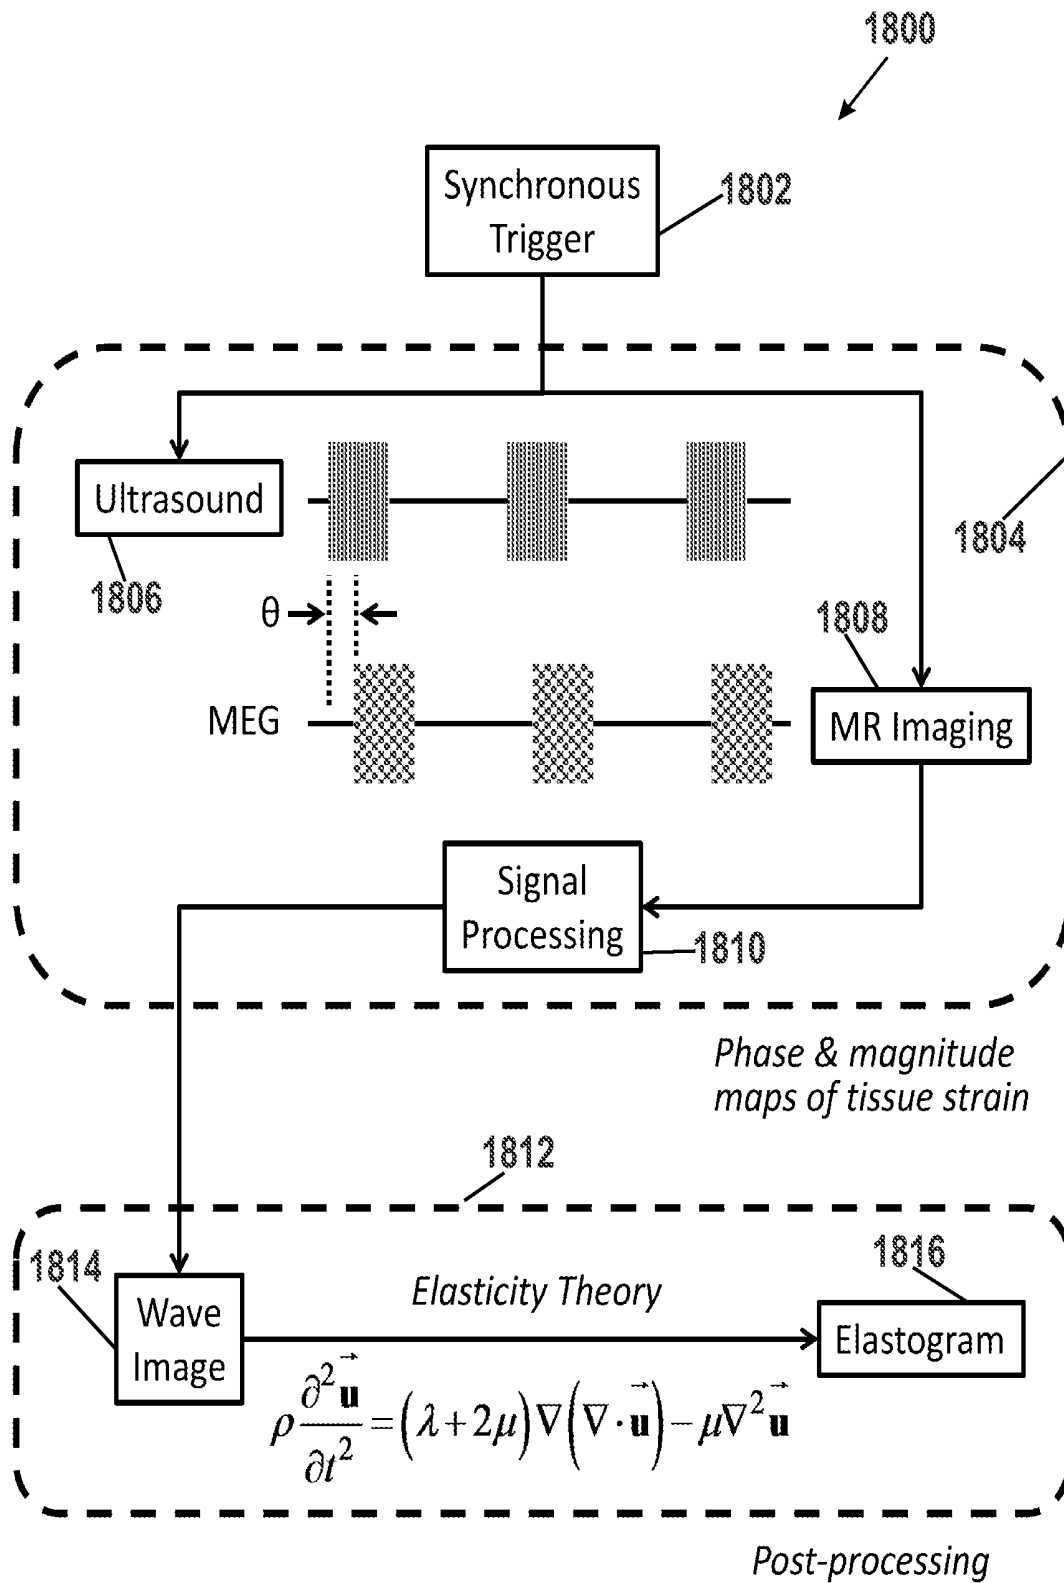 1800
Synchronous
Trigger
1802
Ultrasound
1804
1806
θ
1808
MEG
MR Imaging
Signal
Processing
1810
Phase & magnitude
maps of tissue strain
1812
1814
1816
Wave
Image
Elasticity Theory
Elastogram
ρ ∂²u⃗/∂t² = (λ + 2μ)∇(∇·u⃗) − μ∇²u⃗
Post-processing